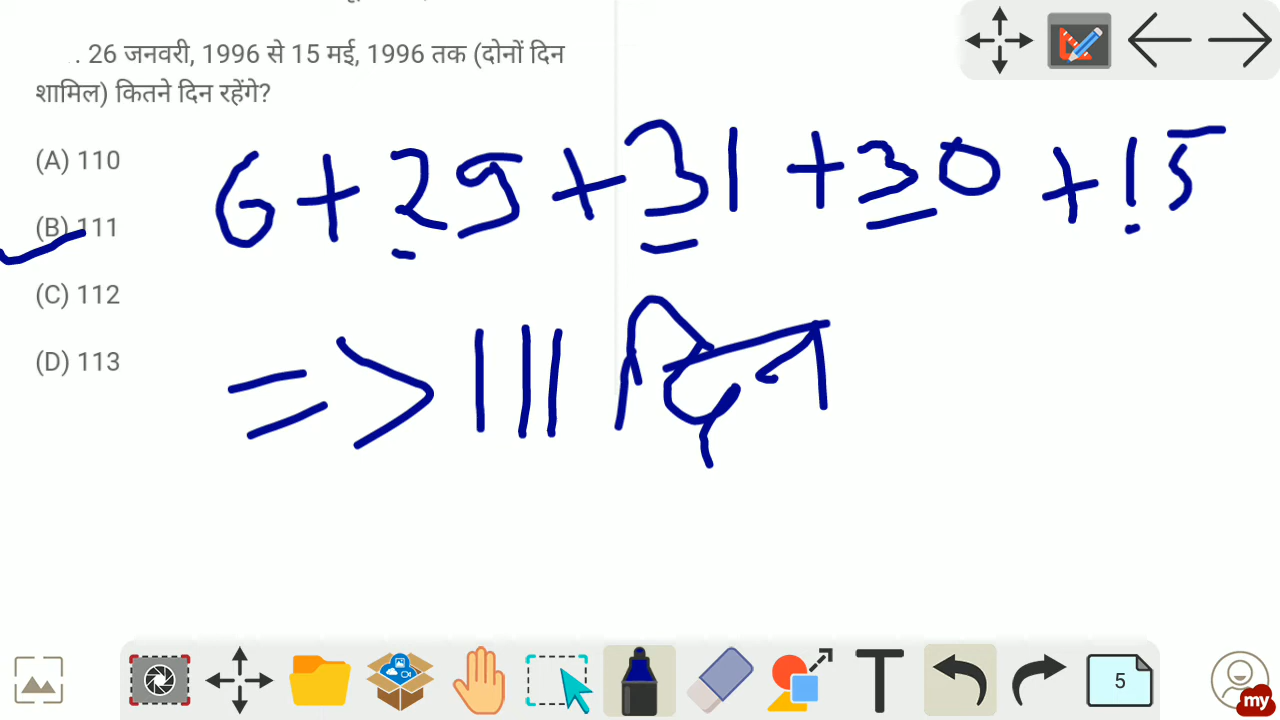 . 26 जनवरी, 1996 से 15 मई, 1996 तक (दोनों दिन
शामिल) कितने दिन रहेंगे?
(A) 110
(B) 111
(C) 112
(D) 113
6 + 29 + 31 + 30 + 15
=> 111 दिन
5
my